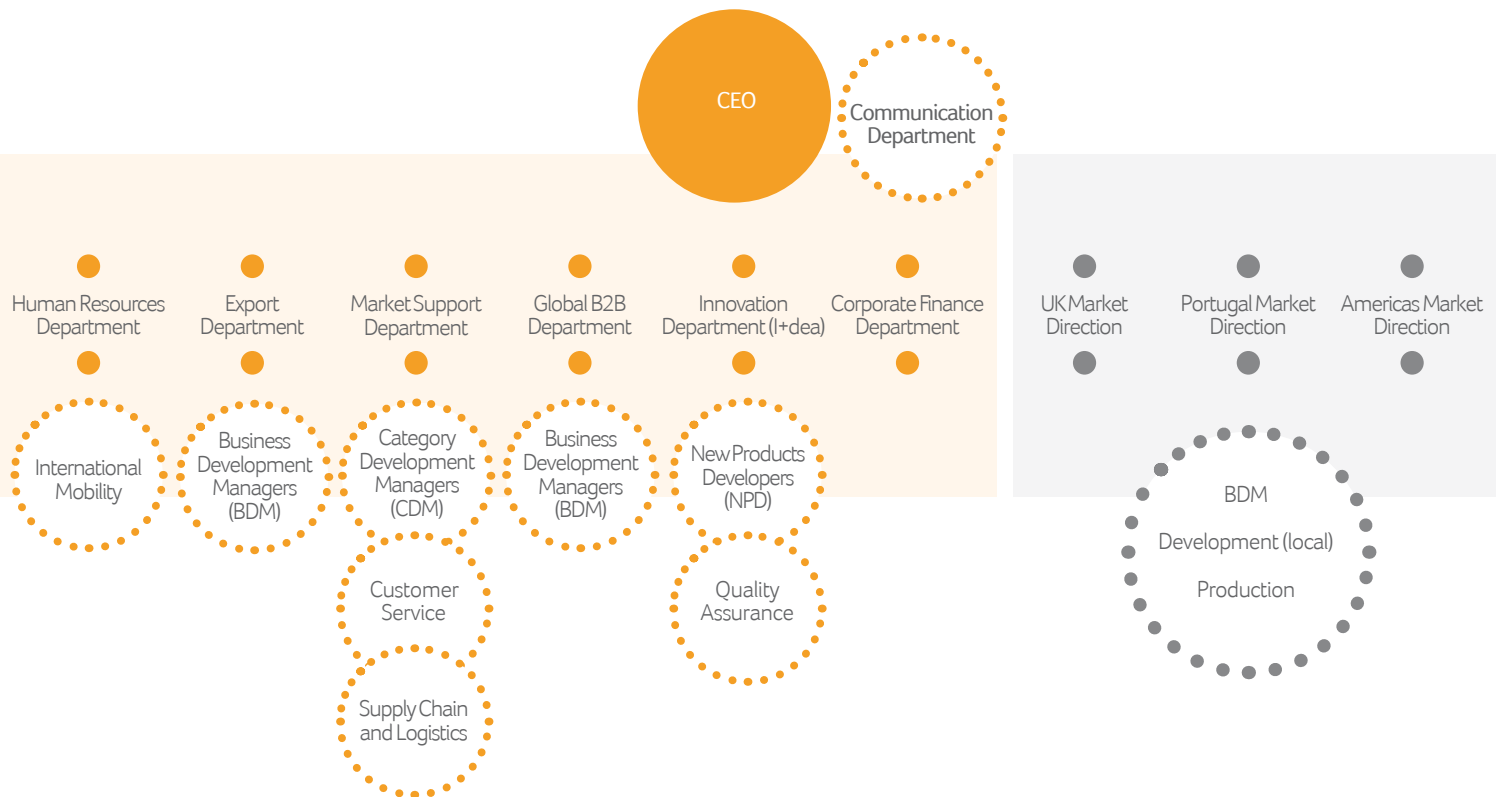 CEO
Communication
Department
Human Resources
Department
Export
Department
Market Support
Department
Global B2B
Department
Innovation
Department (I+dea)
Corporate Finance
Department
UK Market
Direction
Portugal Market
Direction
Americas Market
Direction
International
Mobility
Business
Development
Managers
(BDM)
Category
Development
Managers
(CDM)
Business
Development
Managers
(BDM)
New Products
Developers
(NPD)
BDM
Development (local)
Production
Customer
Service
Quality
Assurance
Supply Chain
and Logistics